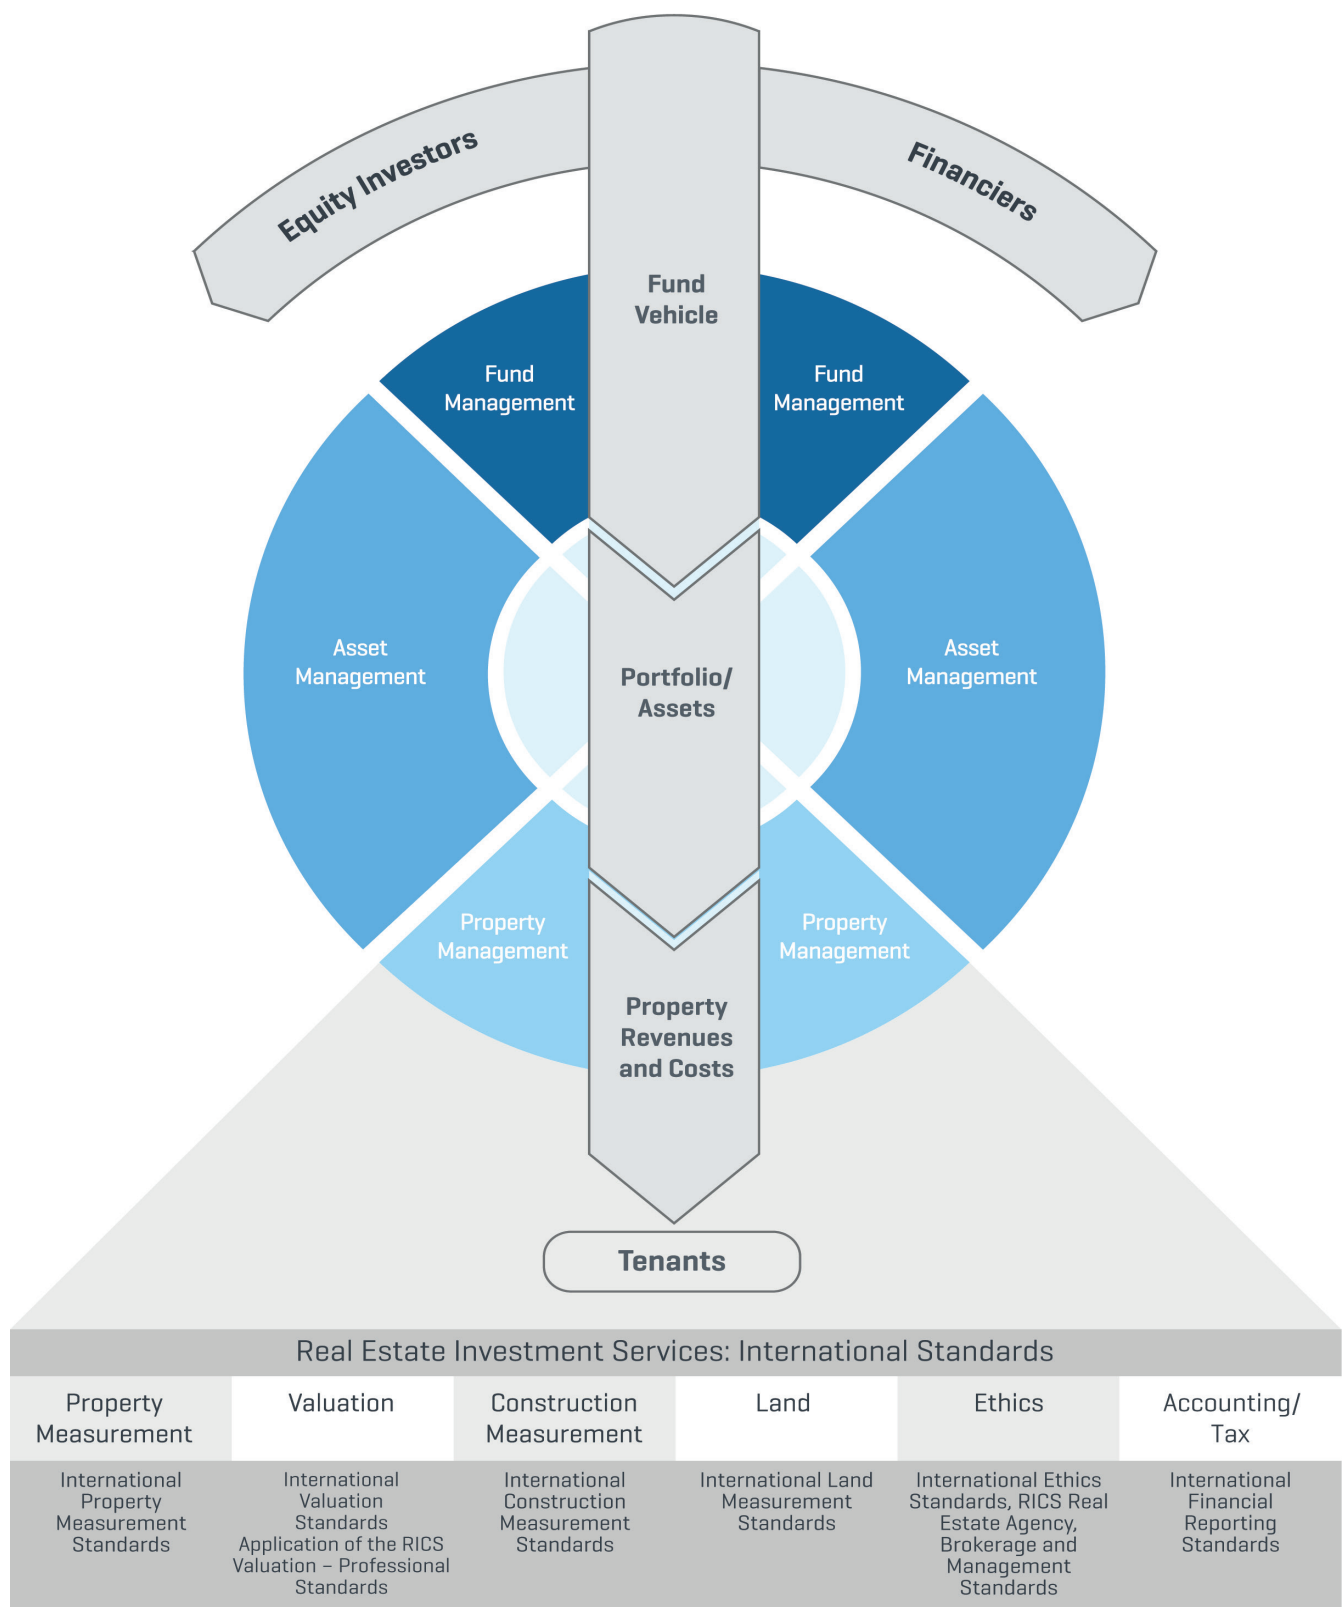 Equity Investors
Financiers
Fund
Vehicle
Fund
Management
Fund
Management
Asset
Management
Portfolio/
Assets
Asset
Management
Property
Management
Property
Management
Property
Revenues
and Costs
Tenants
Real Estate Investment Services: International Standards
Property
Measurement
Valuation
Construction
Measurement
Land
Ethics
Accounting/
Tax
International
Property
Measurement
Standards
International
Valuation
Standards
Application of the RICS
Valuation – Professional
Standards
International
Construction
Measurement
Standards
International Land
Measurement
Standards
International Ethics
Standards, RICS Real
Estate Agency,
Brokerage and
Management
Standards
International
Financial
Reporting
Standards